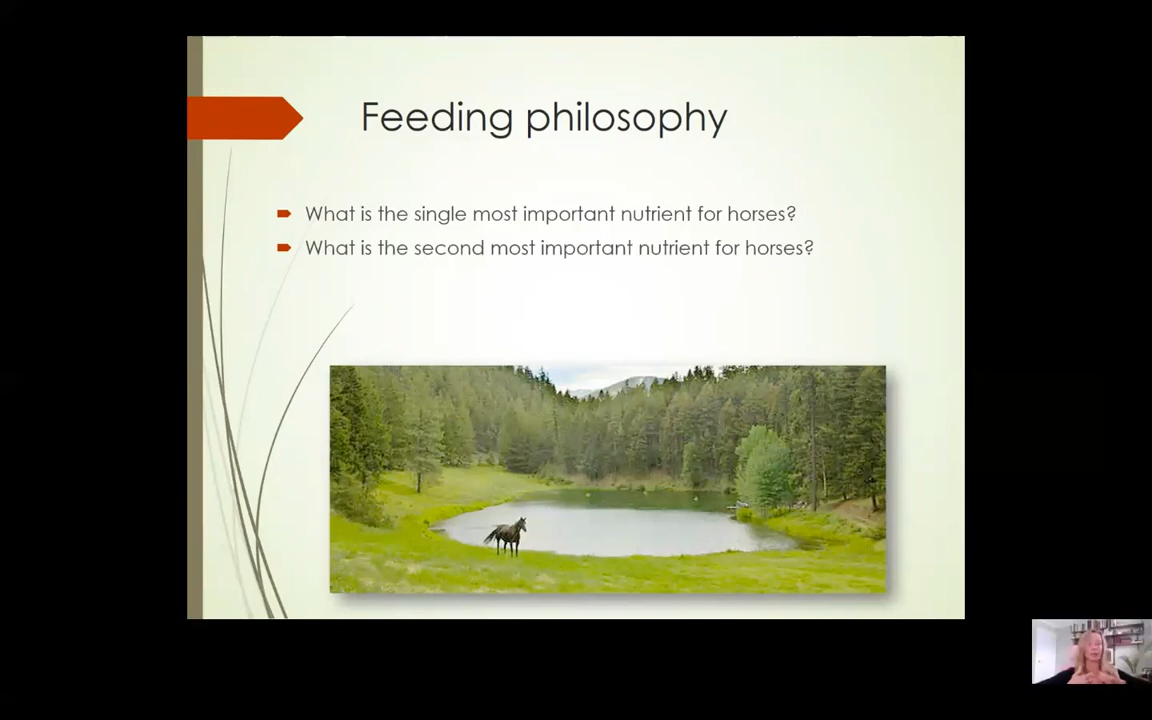 Feeding philosophy
What is the single most important nutrient for horses?
What is the second most important nutrient for horses?